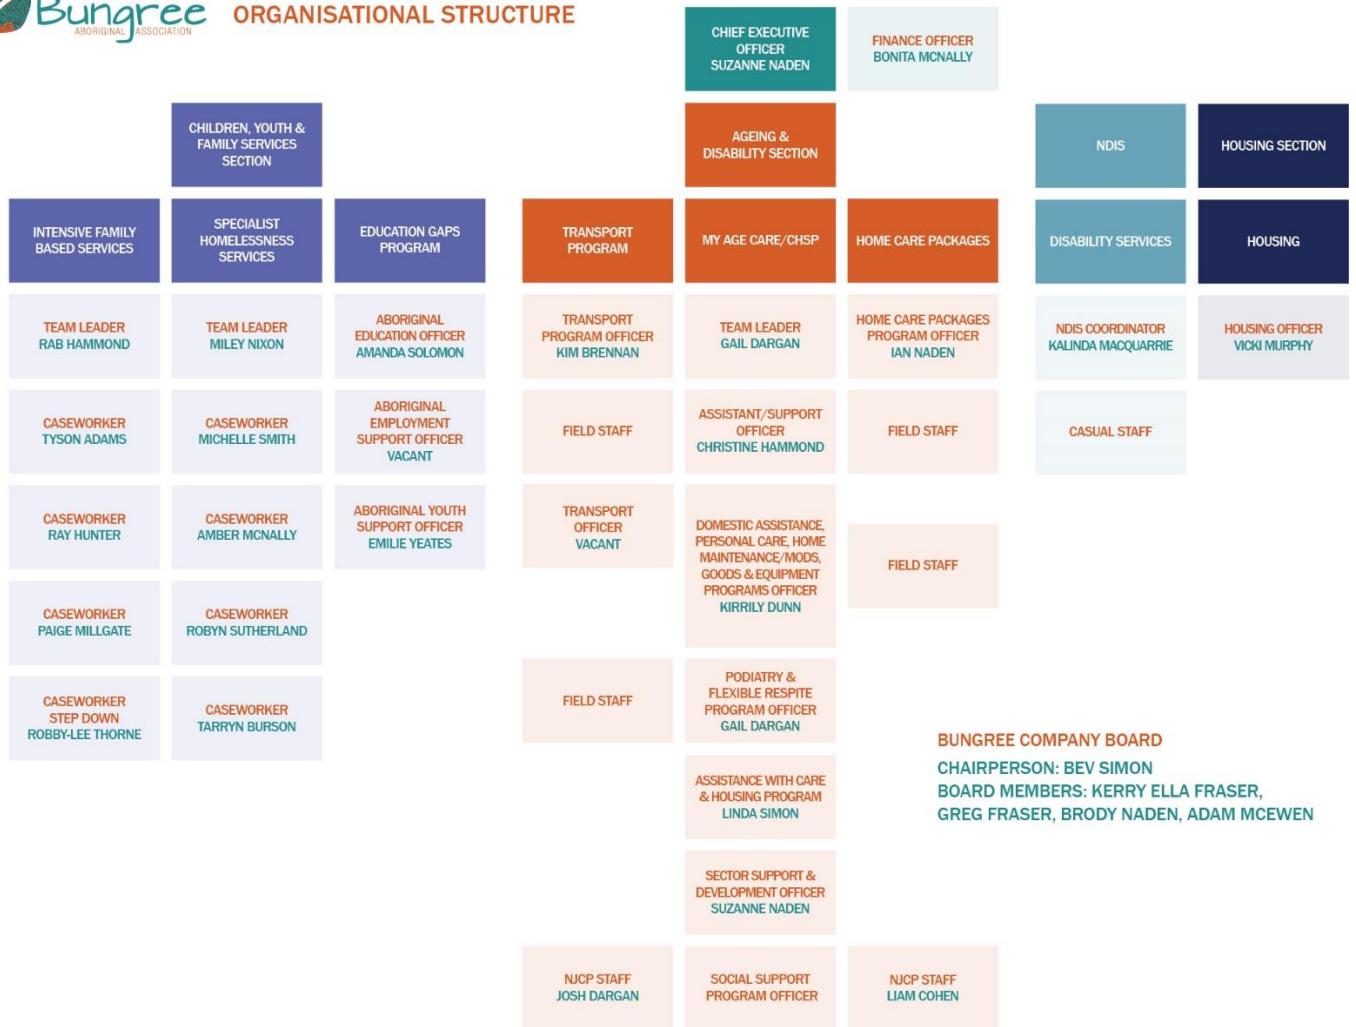 Bungree
ABORIGINAL ASSOCIATION
ORGANISATIONAL STRUCTURE
CHIEF EXECUTIVE
OFFICER
SUZANNE NADEN
FINANCE OFFICER
BONITA MCNALLY
CHILDREN, YOUTH &
FAMILY SERVICES
SECTION
AGEING &
DISABILITY SECTION
NDIS
HOUSING SECTION
INTENSIVE FAMILY
BASED SERVICES
SPECIALIST
HOMELESSNESS
SERVICES
EDUCATION GAPS
PROGRAM
TRANSPORT
PROGRAM
MY AGE CARE/CHSP
HOME CARE PACKAGES
DISABILITY SERVICES
HOUSING
TEAM LEADER
RAB HAMMOND
TEAM LEADER
MILEY NIXON
ABORIGINAL
EDUCATION OFFICER
AMANDA SOLOMON
TRANSPORT
PROGRAM OFFICER
KIM BRENNAN
TEAM LEADER
GAIL DARGAN
HOME CARE PACKAGES
PROGRAM OFFICER
IAN NADEN
NDIS COORDINATOR
KALINDA MACQUARRIE
HOUSING OFFICER
VICKI MURPHY
CASEWORKER
TYSON ADAMS
CASEWORKER
MICHELLE SMITH
ABORIGINAL
EMPLOYMENT
SUPPORT OFFICER
VACANT
FIELD STAFF
ASSISTANT/SUPPORT
OFFICER
CHRISTINE HAMMOND
FIELD STAFF
CASUAL STAFF
CASEWORKER
RAY HUNTER
CASEWORKER
AMBER MCNALLY
ABORIGINAL YOUTH
SUPPORT OFFICER
EMILIE YEATES
TRANSPORT
OFFICER
VACANT
DOMESTIC ASSISTANCE,
PERSONAL CARE, HOME
MAINTENANCE/MODS,
GOODS & EQUIPMENT
PROGRAMS OFFICER
KIRRILY DUNN
FIELD STAFF
CASEWORKER
PAIGE MILLGATE
CASEWORKER
ROBYN SUTHERLAND
CASEWORKER
STEP DOWN
ROBBY-LEE THORNE
CASEWORKER
TARRYN BURSON
FIELD STAFF
PODIATRY &
FLEXIBLE RESPITE
PROGRAM OFFICER
GAIL DARGAN
BUNGREE COMPANY BOARD
CHAIRPERSON: BEV SIMON
BOARD MEMBERS: KERRY ELLA FRASER,
GREG FRASER, BRODY NADEN, ADAM MCEWEN
ASSISTANCE WITH CARE
& HOUSING PROGRAM
LINDA SIMON
SECTOR SUPPORT &
DEVELOPMENT OFFICER
SUZANNE NADEN
NJCP STAFF
JOSH DARGAN
SOCIAL SUPPORT
PROGRAM OFFICER
NJCP STAFF
LIAM COHEN